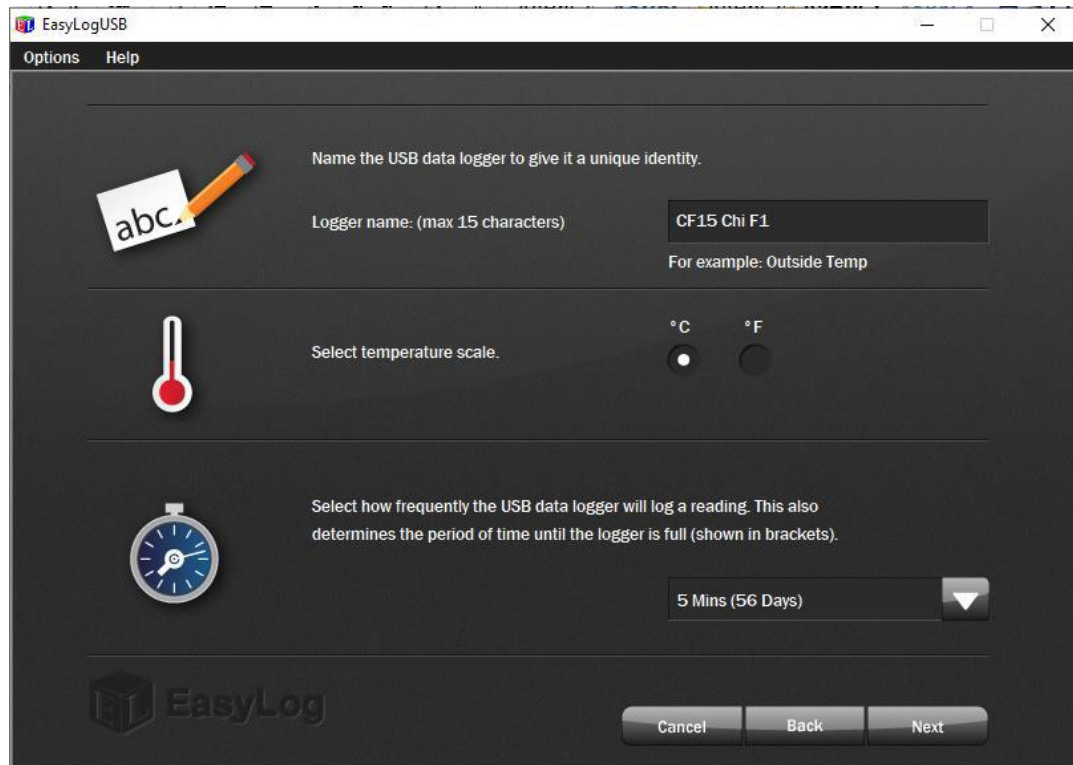 EasyLogUSB
Options Help
Name the USB data logger to give it a unique identity.
abc
Logger name: (max 15 characters)
CF15 Chi F1
For example: Outside Temp
°C °F
Select temperature scale.
Select how frequently the USB data logger will log a reading. This also
determines the period of time until the logger is full (shown in brackets).
5 Mins (56 Days)
EL EasyLog
Cancel Back Next